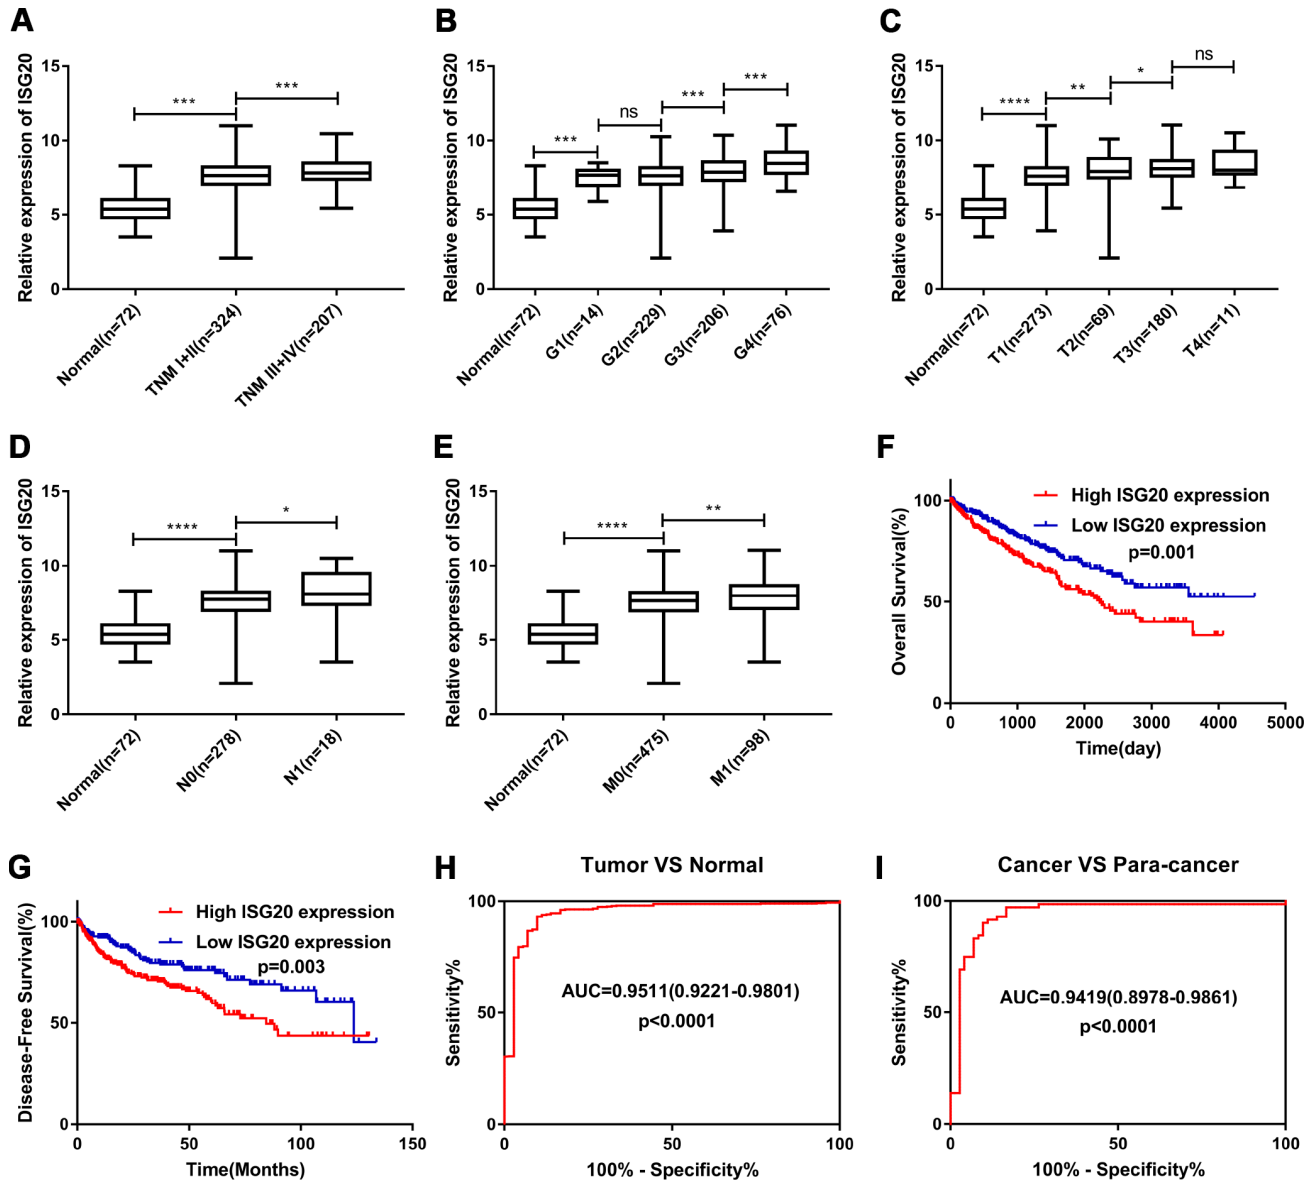 A
Relative expression of ISG20
15
10
5
0
***
***
Normal(n=72)
TNM I+II(n=324)
TNM III+IV(n=207)
B
Relative expression of ISG20
15
10
5
0
***
ns
***
***
Normal(n=72)
G1(n=14)
G2(n=229)
G3(n=206)
G4(n=76)
C
Relative expression of ISG20
15
10
5
0
****
**
*
ns
Normal(n=72)
T1(n=273)
T2(n=69)
T3(n=180)
T4(n=11)
D
Relative expression of ISG20
15
10
5
0
****
*
Normal(n=72)
N0(n=278)
N1(n=18)
E
Relative expression of ISG20
15
10
5
0
****
**
Normal(n=72)
M0(n=475)
M1(n=98)
F
Overall Survival(%)
100
50
0
High ISG20 expression
Low ISG20 expression
p=0.001
0 1000 2000 3000 4000 5000
Time(day)
G
Disease-Free Survival(%)
100
50
0
High ISG20 expression
Low ISG20 expression
p=0.003
0 50 100 150
Time(Months)
H
Tumor VS Normal
Sensitivity%
100
50
0
AUC=0.9511(0.9221-0.9801)
p<0.0001
0 50 100
100% - Specificity%
I
Cancer VS Para-cancer
Sensitivity%
100
50
0
AUC=0.9419(0.8978-0.9861)
p<0.0001
0 50 100
100% - Specificity%